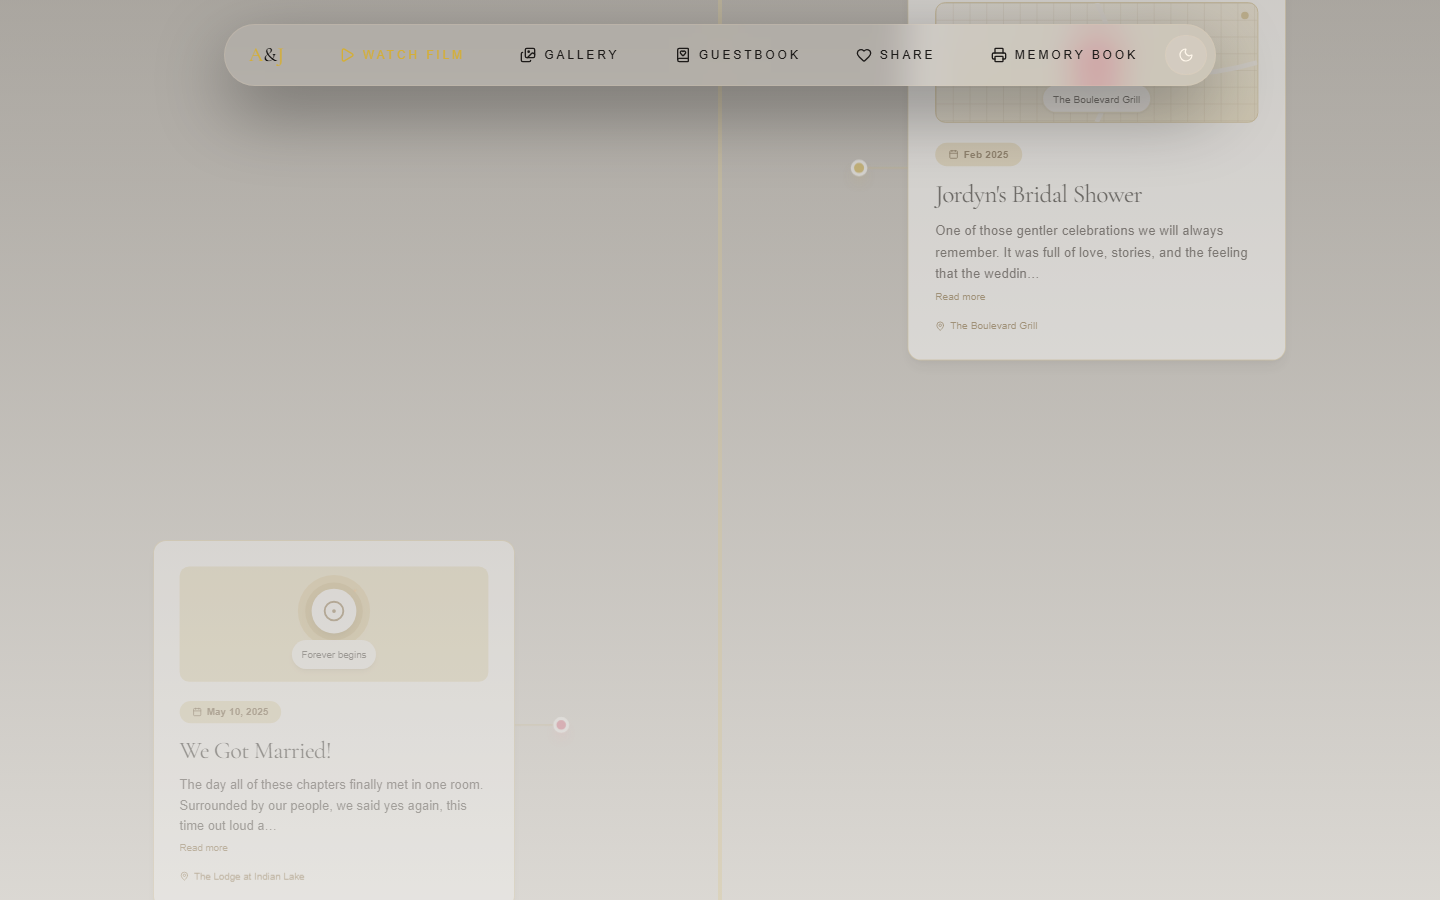 A&J
WATCH FILM
GALLERY
GUESTBOOK
SHARE
MEMORY BOOK
The Boulevard Grill
Feb 2025
Jordyn's Bridal Shower
One of those gentler celebrations we will always
remember. It was full of love, stories, and the feeling
that the weddin...
Read more
The Boulevard Grill
Forever begins
May 10, 2025
We Got Married!
The day all of these chapters finally met in one room.
Surrounded by our people, we said yes again, this
time out loud a...
Read more
The Lodge at Indian Lake